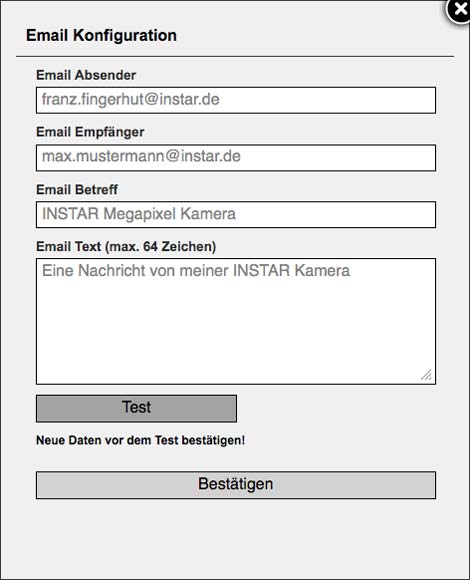 Email Konfiguration
Email Absender
franz.fingerhut@instar.de
Email Empfänger
max.mustermann@instar.de
Email Betreff
INSTAR Megapixel Kamera
Email Text (max. 64 Zeichen)
Eine Nachricht von meiner INSTAR Kamera
Test
Neue Daten vor dem Test bestätigen!
Bestätigen